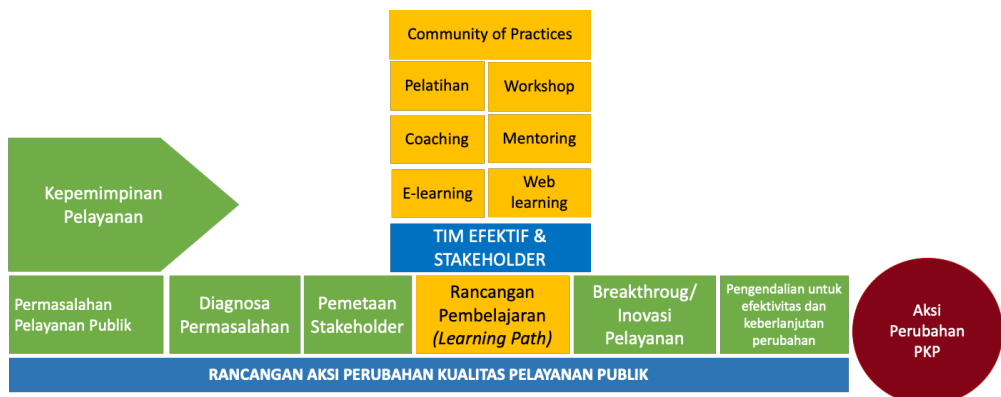 Community of Practices
Pelatihan
Workshop
Coaching
Mentoring
E-learning
Web
learning
Kepemimpinan
Pelayanan
TIM EFEKTIF &
STAKEHOLDER
Permasalahan
Pelayanan Publik
Diagnosa
Permasalahan
Pemetaan
Stakeholder
Rancangan
Pembelajaran
(Learning Path)
Breakthroug/
Inovasi
Pelayanan
Pengendalian untuk
efektivitas dan
keberlanjutan
perubahan
Aksi
Perubahan
PKP
RANCANGAN AKSI PERUBAHAN KUALITAS PELAYANAN PUBLIK